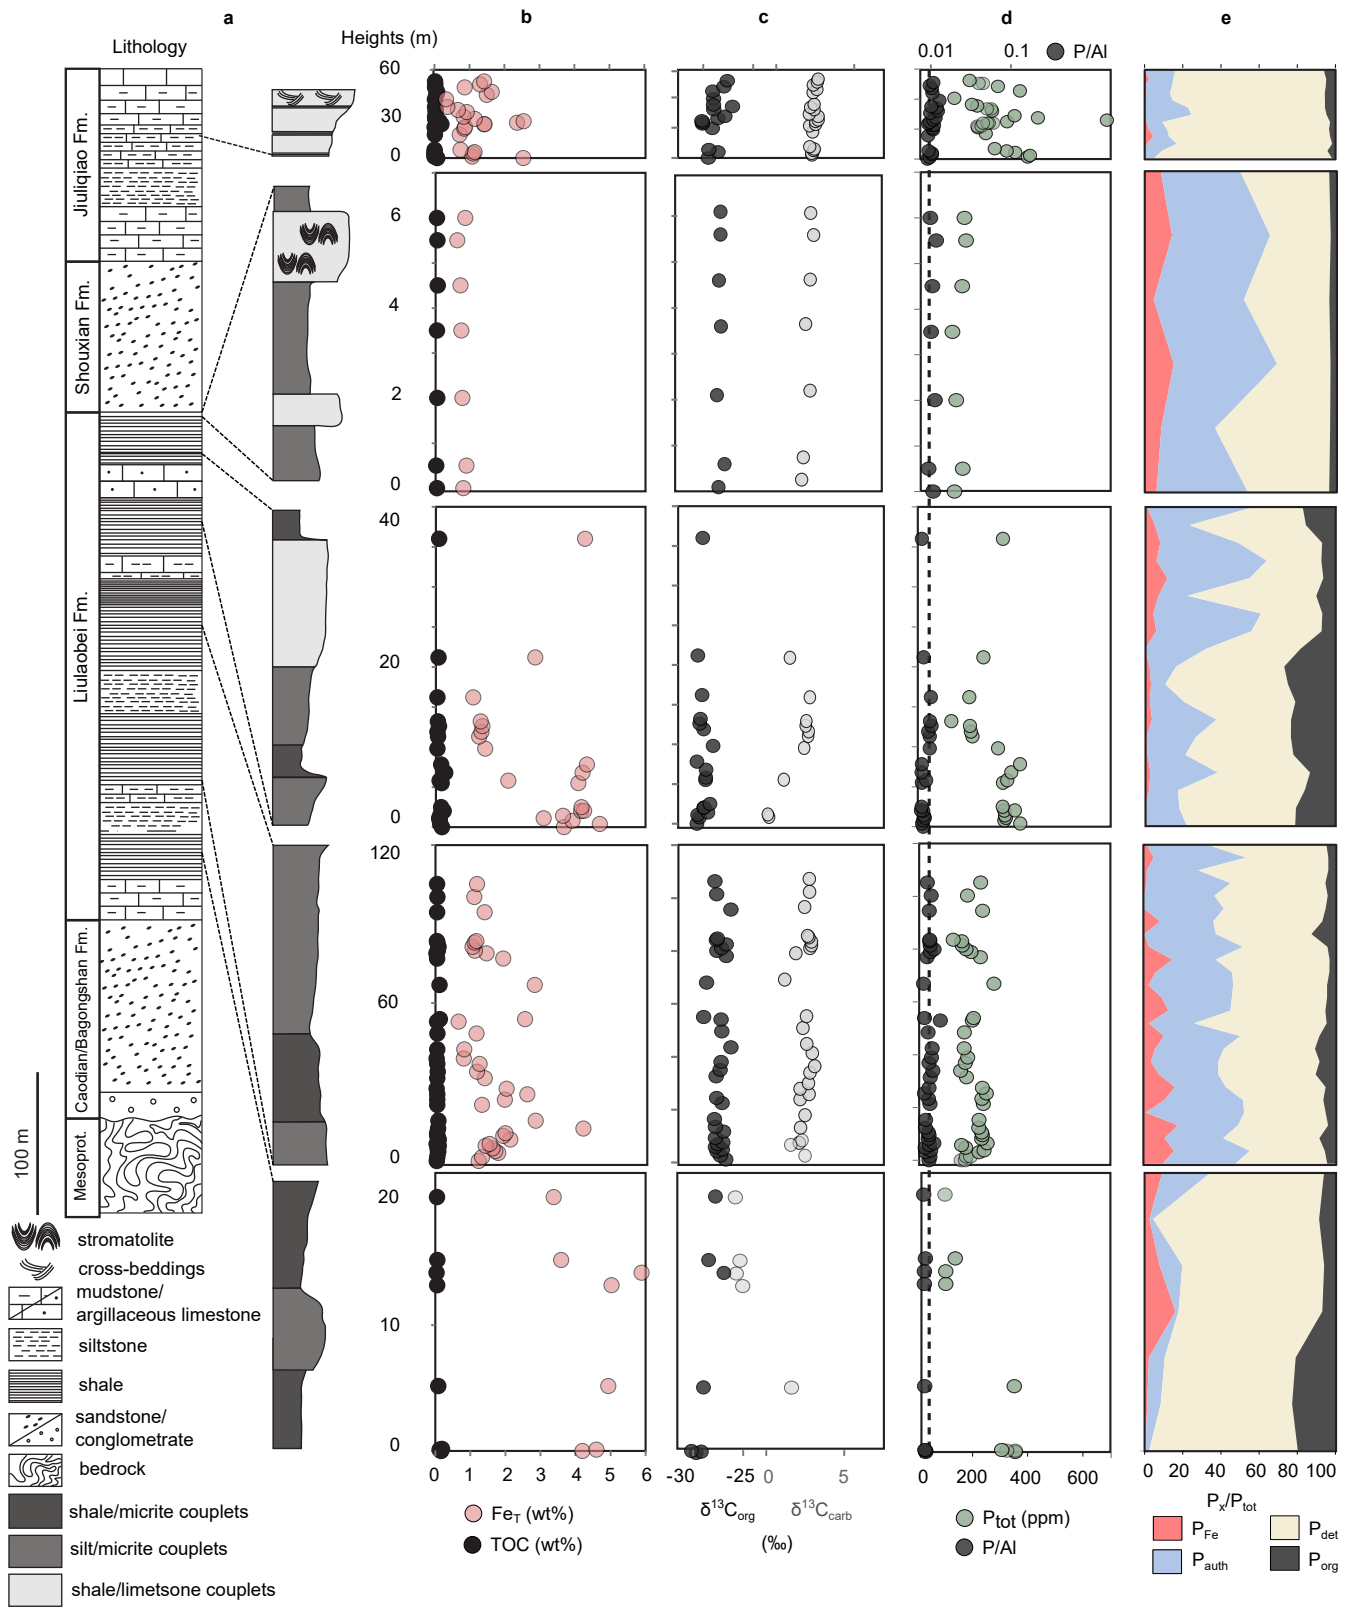 a
b
c
d
e
Lithology
Heights (m)
0.01
0.1
P/Al
Jiuliqiao Fm.
Shouxian Fm.
Liulaobei Fm.
Caodian/Bagongshan Fm.
Mesoprot.
100 m
60
30
0
6
4
2
0
40
20
0
120
60
0
20
10
0
0 1 2 3 4 5 6
-30 -25 0 5
0 200 400 600
0 20 40 60 80 100
FeT (wt%)
TOC (wt%)
δ13Corg
δ13Ccarb
(‰)
Ptot (ppm)
P/Al
Px/Ptot
PFe
Pdet
Pauth
Porg
stromatolite
cross-beddings
mudstone/
argillaceous limestone
siltstone
shale
sandstone/
conglometrate
bedrock
shale/micrite couplets
silt/micrite couplets
shale/limetsone couplets